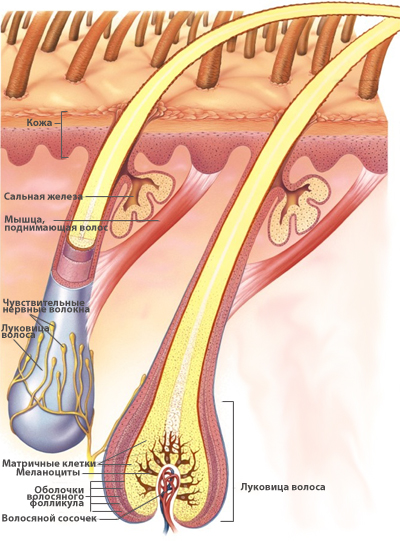 Кожа
Сальная железа
Мышца,
поднимающая волос
Чувствительные
нервные волокна
Луковица
волоса
Матричные клетки
Меланоциты
Оболочки
волосяного
фолликула
Волосяной сосочек
Луковица волоса